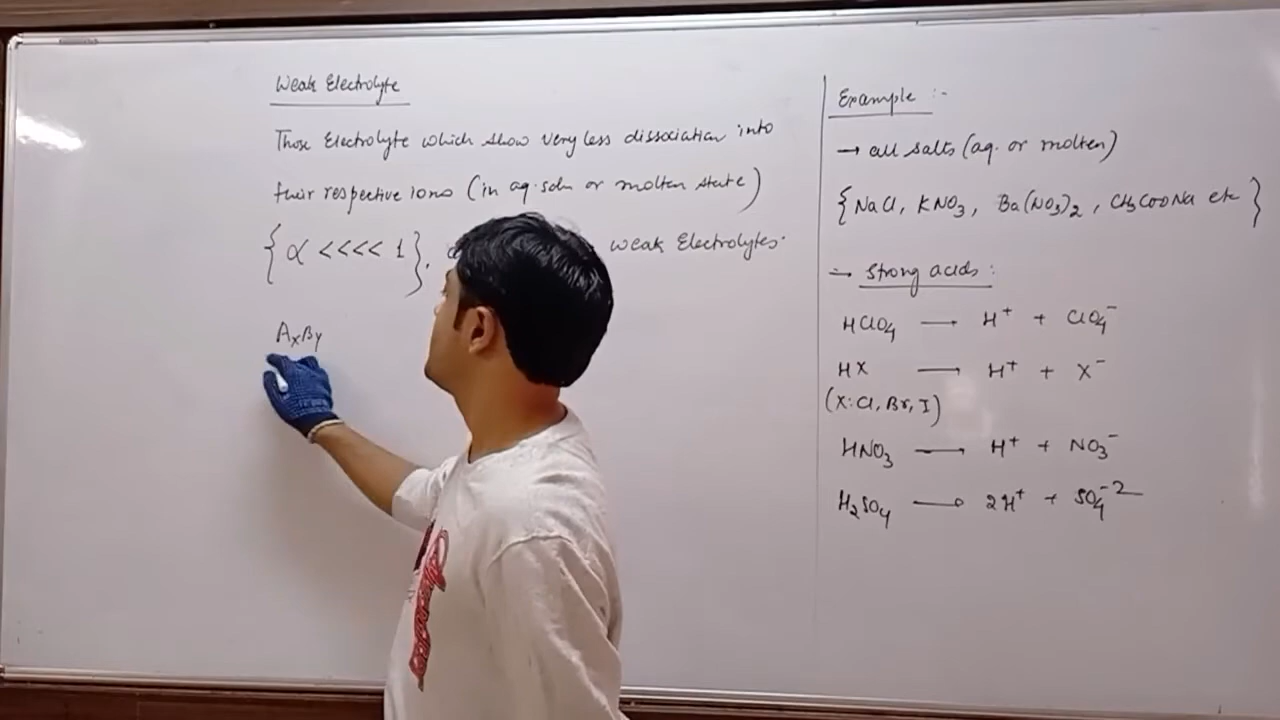 Weak Electrolyte
Those Electrolyte which show very less dissociation into
their respective ions (in aq. soln or molten state)
{α <<<< 1}, weak Electrolytes.
AxBy
Example :-
→ all salts (aq. or molten)
{NaCl, KNO₃, Ba(NO₃)₂, CH₃COONa etc}
→ Strong acids :
HClO₄ → H⁺ + ClO₄⁻
HX → H⁺ + X⁻
(X: Cl, Br, I)
HNO₃ → H⁺ + NO₃⁻
H₂SO₄ → 2H⁺ + SO₄⁻²